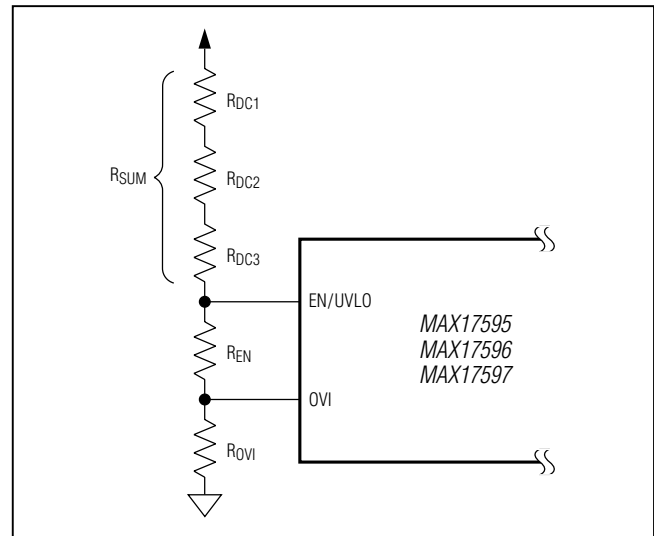 RDC1
RSUM
RDC2
RDC3
EN/UVLO
MAX17595
MAX17596
MAX17597
REN
OVI
ROVI